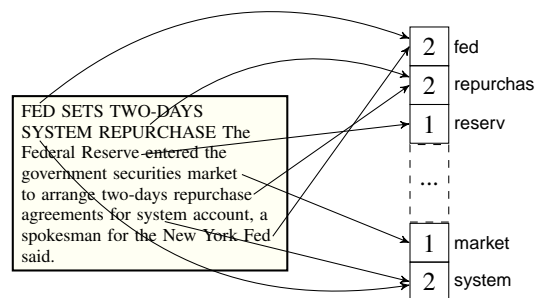 FED SETS TWO-DAYS
SYSTEM REPURCHASE The
Federal Reserve entered the
government securities market
to arrange two-days repurchase
agreements for system account, a
spokesman for the New York Fed
said.
2 fed
2 repurchas
1 reserv
...
1 market
2 system